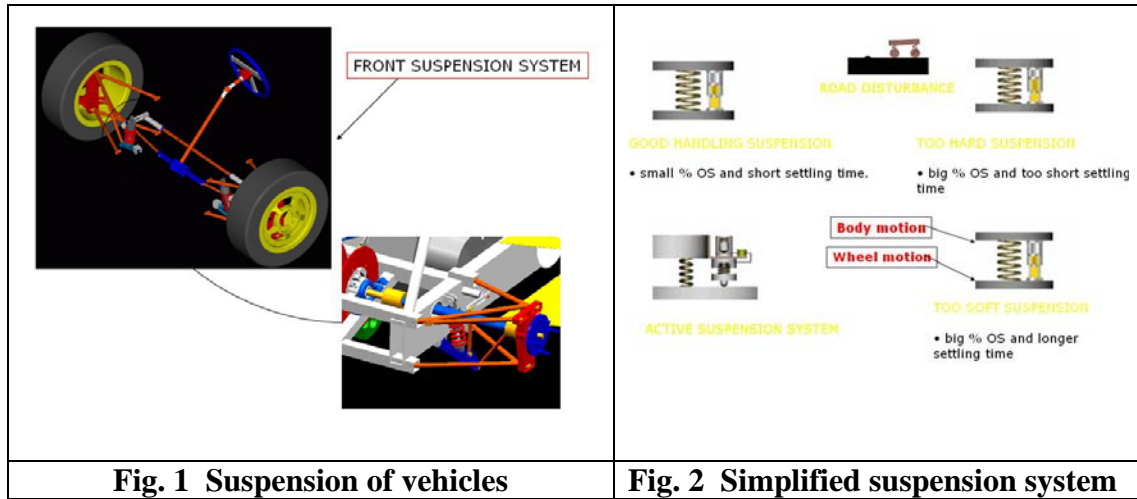 FRONT SUSPENSION SYSTEM
ROAD DISTURBANCE
GOOD HANDLING SUSPENSION
• small % OS and short settling time.
TOO HARD SUSPENSION
• big % OS and too short settling
time
Body motion
Wheel motion
ACTIVE SUSPENSION SYSTEM
TOO SOFT SUSPENSION
• big % OS and longer
settling time
Fig. 1 Suspension of vehicles
Fig. 2 Simplified suspension system